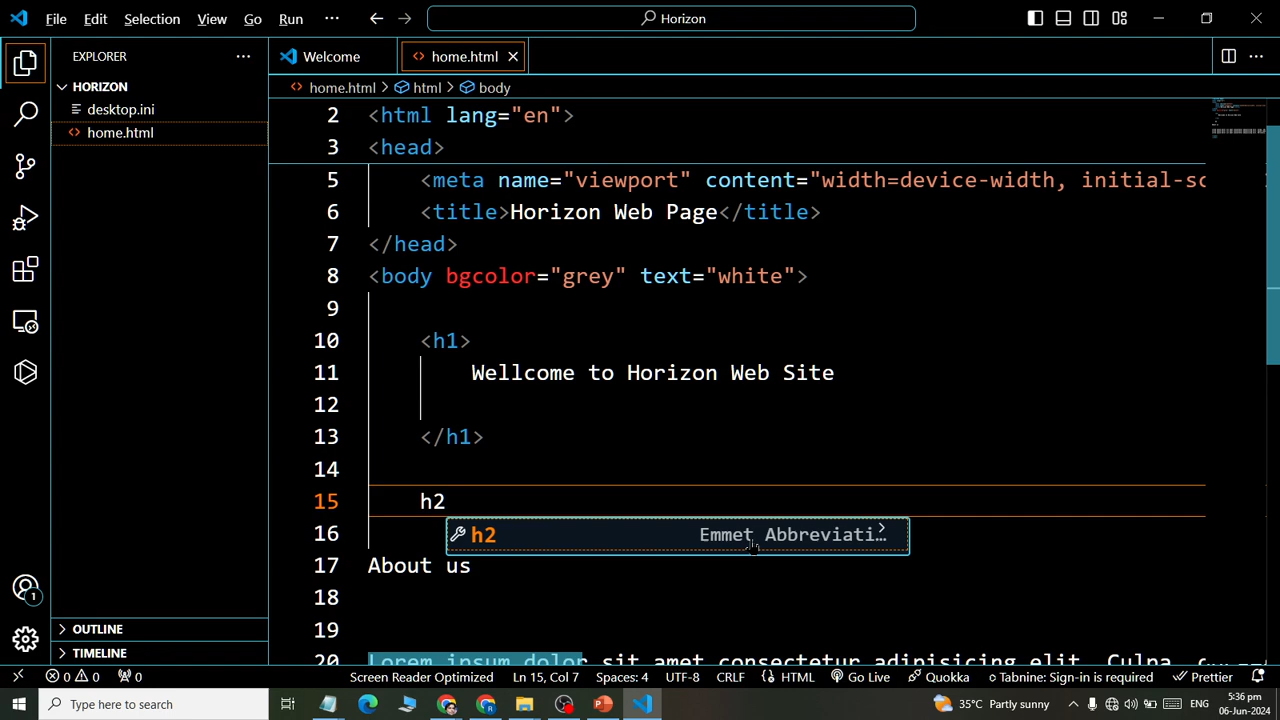 File Edit Selection View Go Run ··· Horizon
EXPLORER ···
HORIZON
desktop.ini
home.html
OUTLINE
TIMELINE
Welcome home.html
home.html > html > body
2 <html lang="en">
3 <head>
5 <meta name="viewport" content="width=device-width, initial-sc
6 <title>Horizon Web Page</title>
7 </head>
8 <body bgcolor="grey" text="white">
9
10 <h1>
11 Wellcome to Horizon Web Site
12
13 </h1>
14
15 h2
h2 Emmet Abbreviati…
16
17 About us
18
19
20 Lorem ipsum dolor sit amet consectetur adipisicing elit. Culpa,
1
0 0 0 Screen Reader Optimized Ln 15, Col 7 Spaces: 4 UTF-8 CRLF HTML Go Live Quokka Tabnine: Sign-in is required Prettier
Type here to search 35°C Partly sunny ENG 5:36 pm
06-Jun-2024